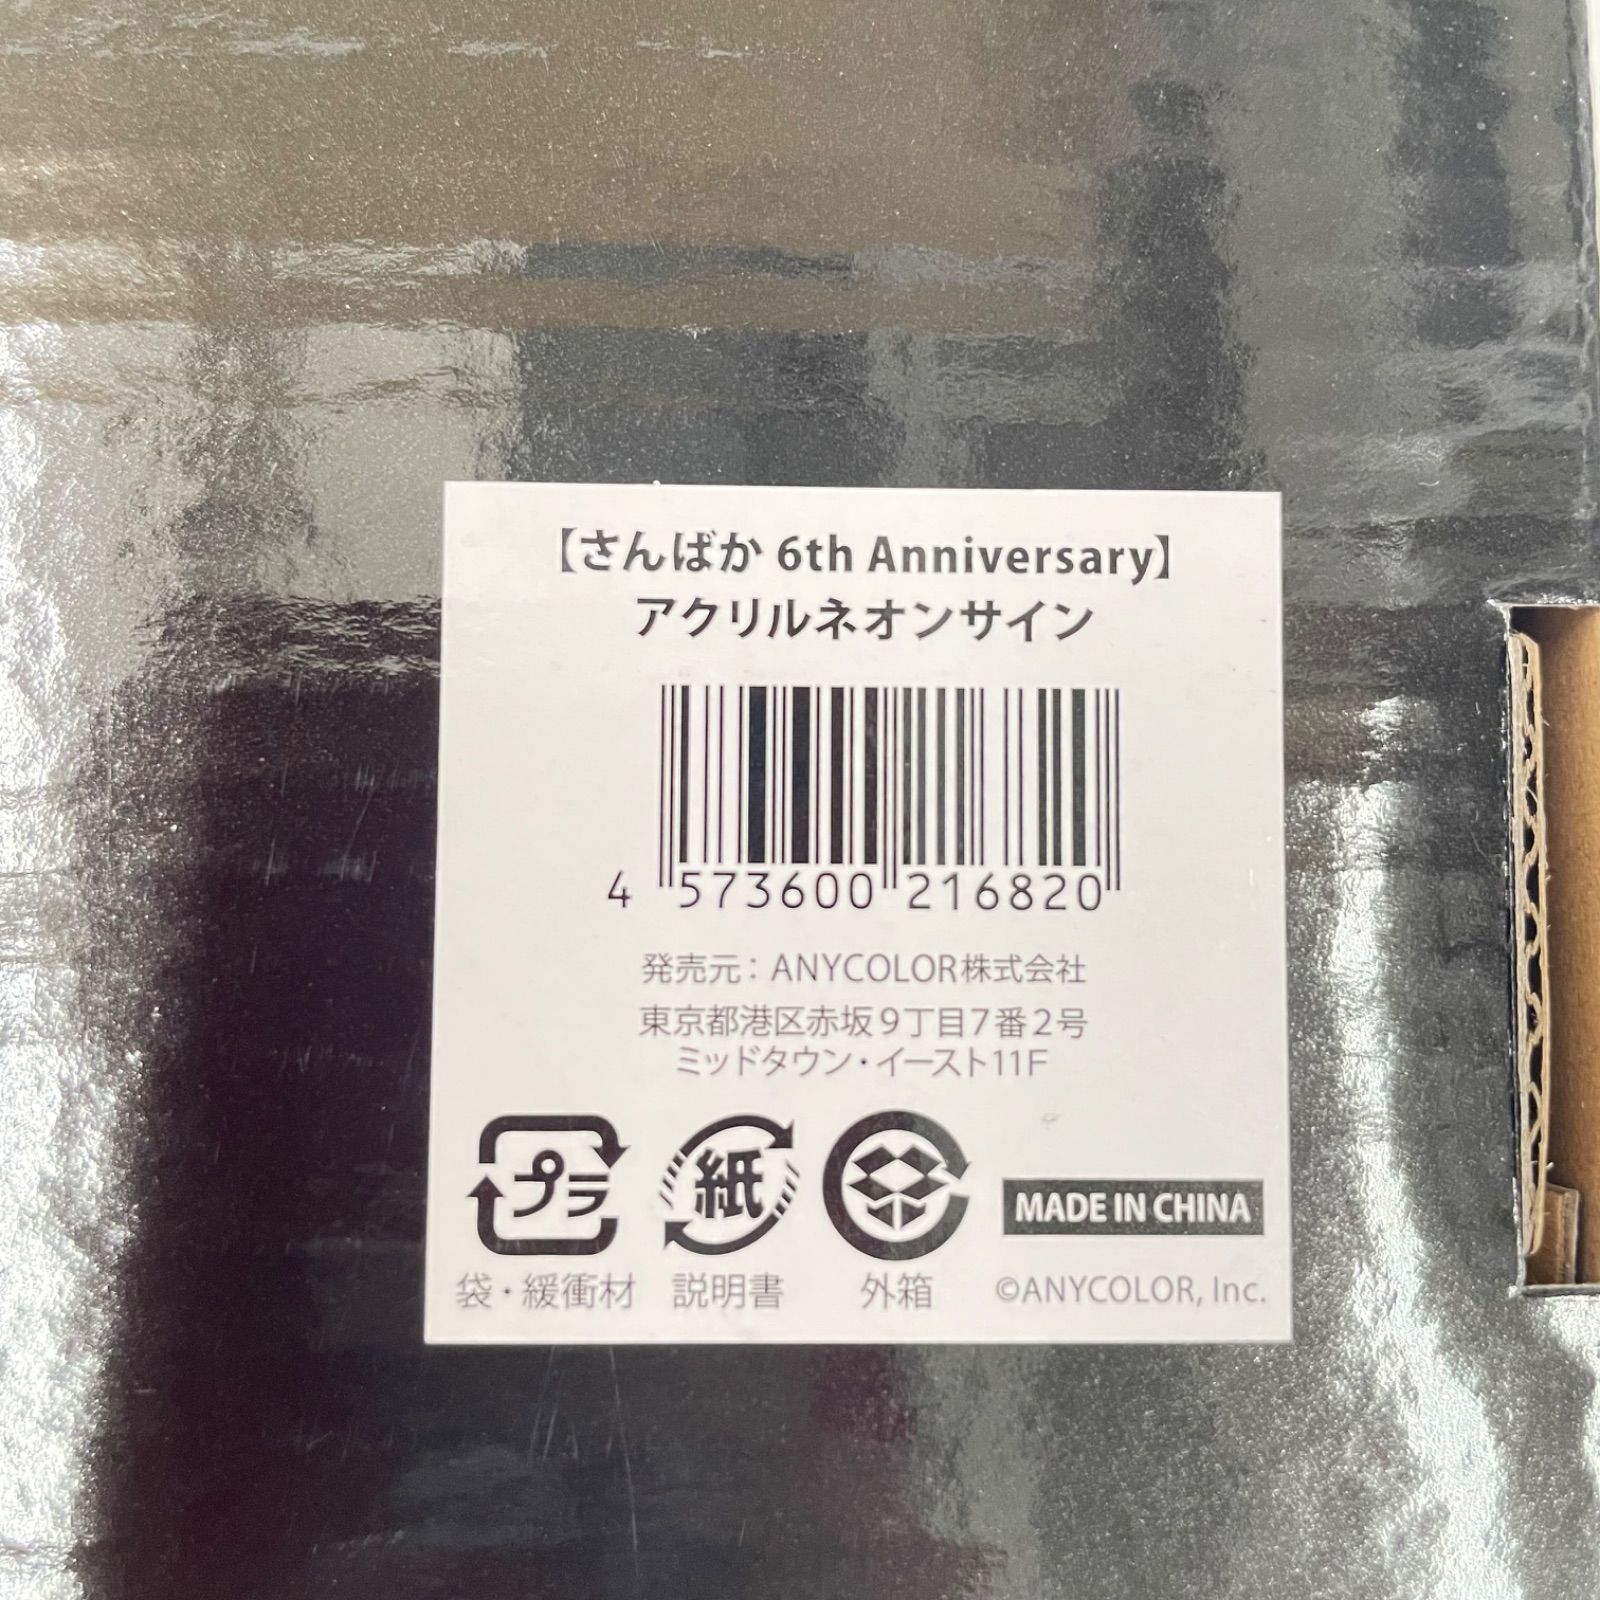 【さんばか 6th Anniversary】
アクリルネオンサイン
4 573600 216820
発売元：ANYCOLOR株式会社
東京都港区赤坂9丁目7番2号
ミッドタウン・イースト11F
プラ
紙
MADE IN CHINA
袋・緩衝材
説明書
外箱
©ANYCOLOR, Inc.